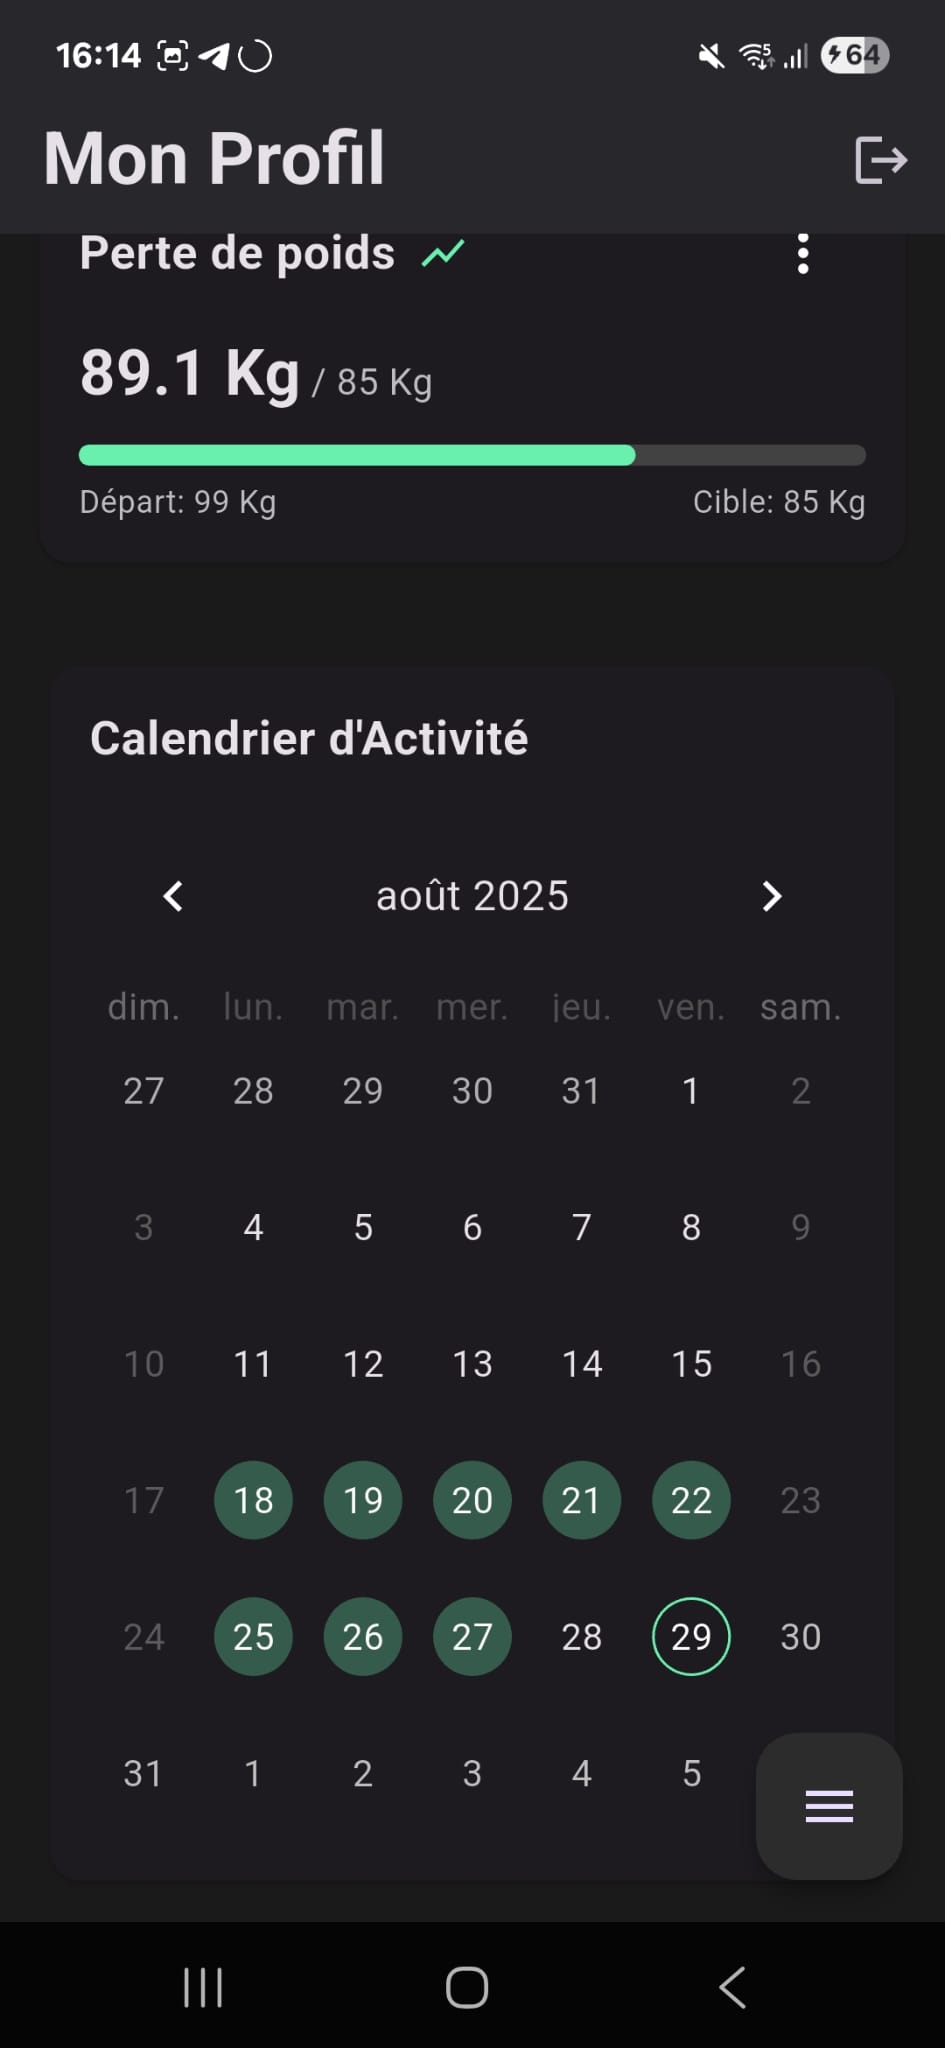 16:14 5 64
Mon Profil
Perte de poids
89.1 Kg / 85 Kg
Départ: 99 Kg Cible: 85 Kg
Calendrier d'Activité
août 2025
dim. lun. mar. mer. jeu. ven. sam.
27 28 29 30 31 1 2
3 4 5 6 7 8 9
10 11 12 13 14 15 16
17 18 19 20 21 22 23
24 25 26 27 28 29 30
31 1 2 3 4 5